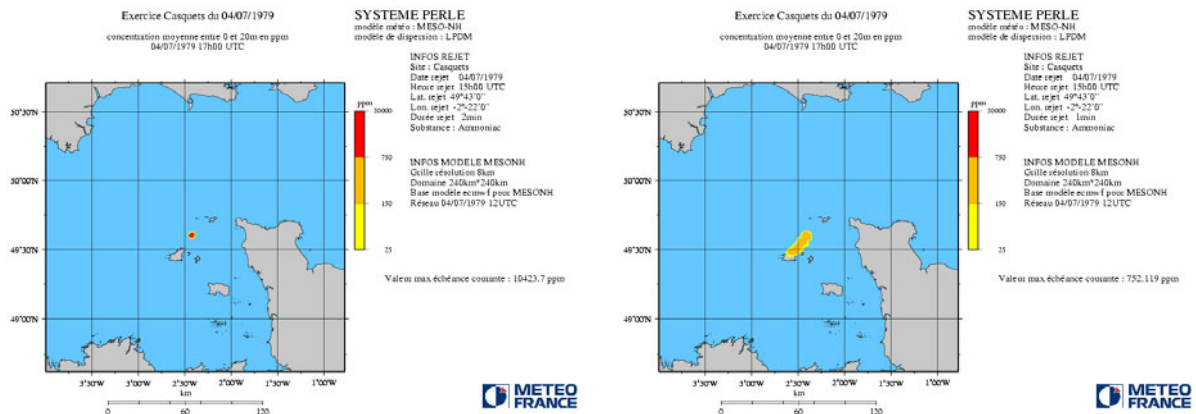 Exercice Casquets du 04/07/1979
concentration moyenne entre 0 et 20m en ppm
04/07/1979 17h00 UTC
SYSTEME PERLE
modèle météo : MESO-NH
modèle de dispersion : LPDM
INFOS REJET
Site : Casquets
Date rejet 04/07/1979
Heure rejet 15h00 UTC
Lat. rejet 49°43'0"
Lon. rejet -2°-22'0"
Durée rejet 2min
Substance : Ammoniac
INFOS MODELE MESONH
Grille résolution 8km
Domaine 240km*240km
Base modèle ecmwf pour MESONH
Réseau 04/07/1979 12UTC
Valeur max.échéance courante : 10423.7 ppm
ppm
30000
750
150
25
50°30'N
50°00'N
49°30'N
49°00'N
3°30'W
3°00'W
2°30'W
2°00'W
1°30'W
1°00'W
km
0
60
120
METEO
FRANCE
Exercice Casquets du 04/07/1979
concentration moyenne entre 0 et 20m en ppm
04/07/1979 17h00 UTC
SYSTEME PERLE
modèle météo : MESO-NH
modèle de dispersion : LPDM
INFOS REJET
Site : Casquets
Date rejet 04/07/1979
Heure rejet 15h00 UTC
Lat. rejet 49°43'0"
Lon. rejet -2°-22'0"
Durée rejet 1min
Substance : Ammoniac
INFOS MODELE MESONH
Grille résolution 8km
Domaine 240km*240km
Base modèle ecmwf pour MESONH
Réseau 04/07/1979 12UTC
Valeur max.échéance courante : 752.119 ppm
ppm
30000
750
150
25
50°30'N
50°00'N
49°30'N
49°00'N
3°30'W
3°00'W
2°30'W
2°00'W
1°30'W
1°00'W
km
0
60
120
METEO
FRANCE